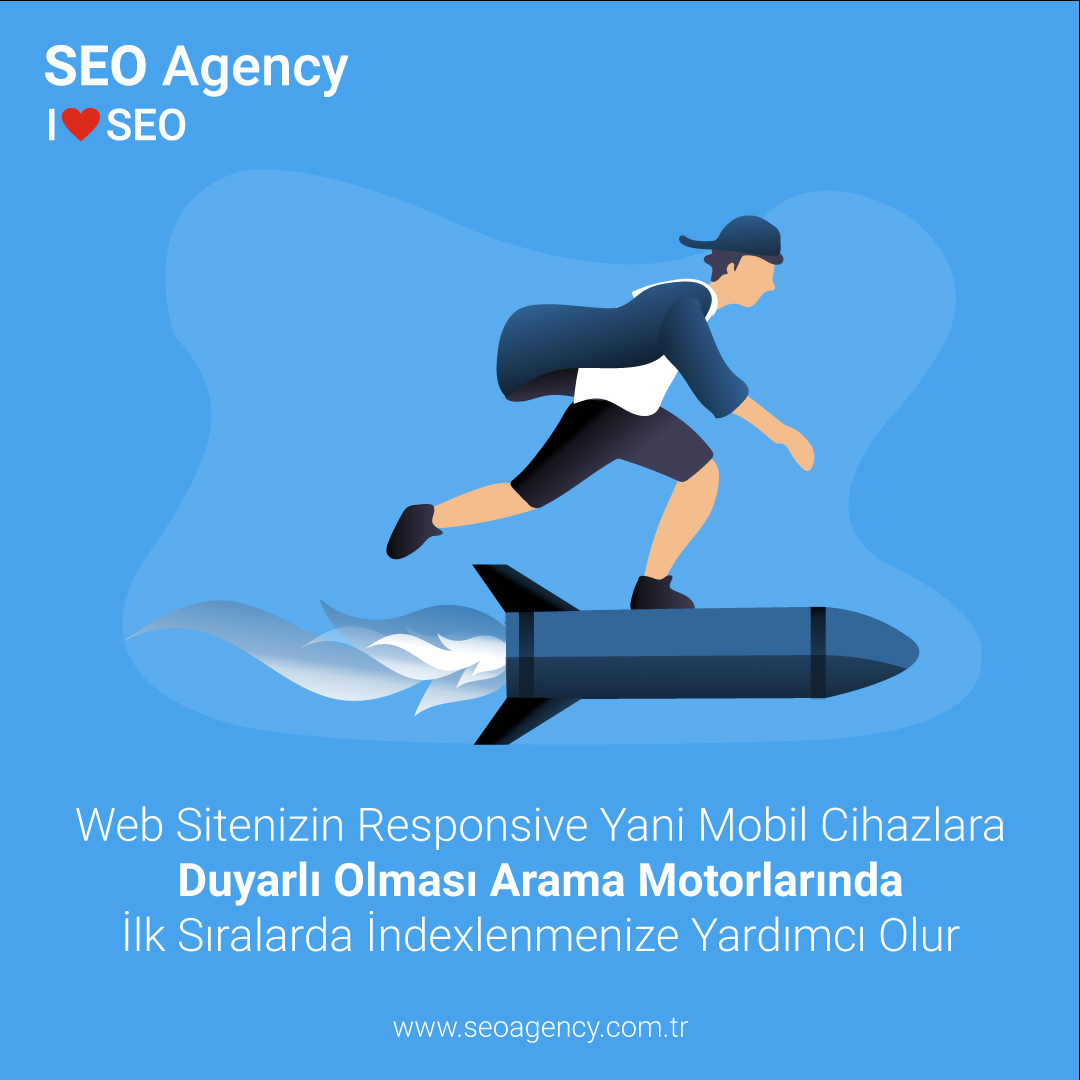 SEO Agency
I❤SEO
Web Sitenizin Responsive Yani Mobil Cihazlara
Duyarlı Olması Arama Motorlarında
İlk Sıralarda İndexlenmenize Yardımcı Olur
www.seoagency.com.tr